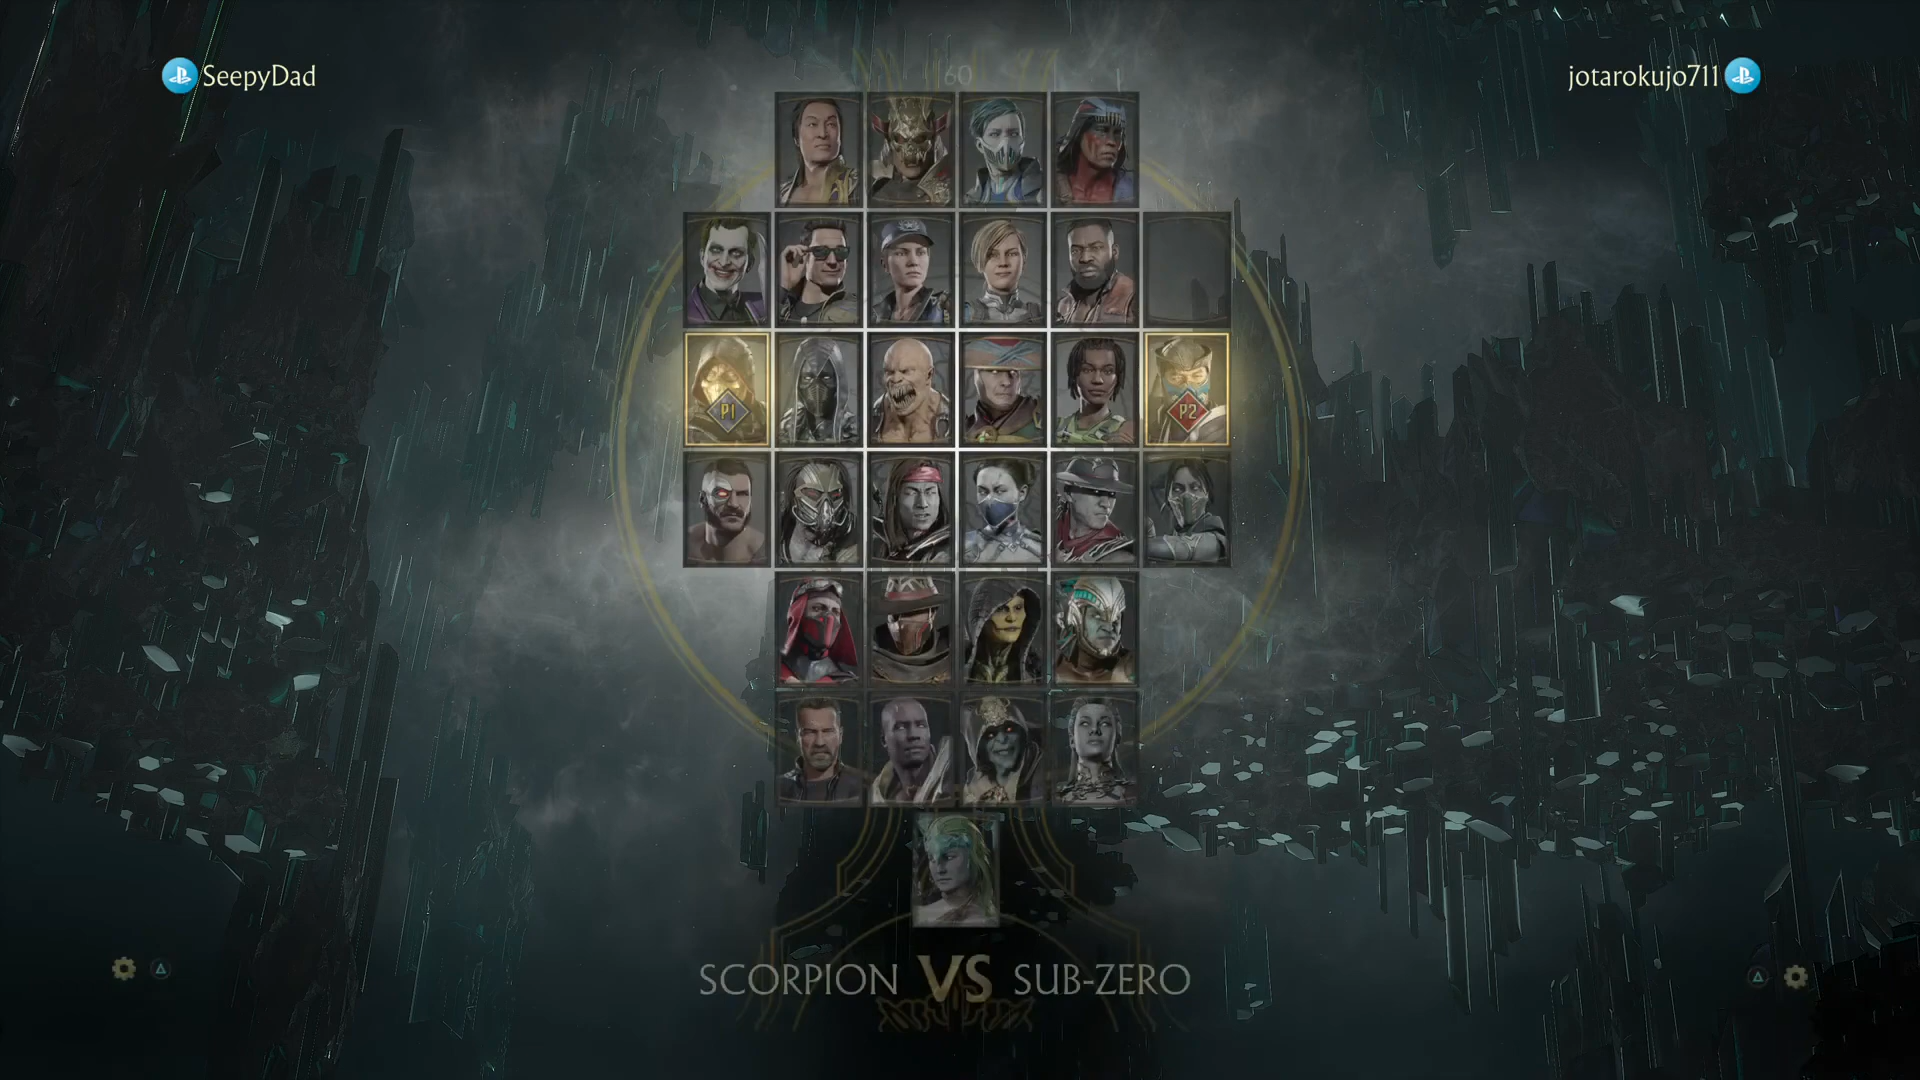 SeepyDad
jotarokujo711
60
P1
P2
SCORPION VS SUB-ZERO